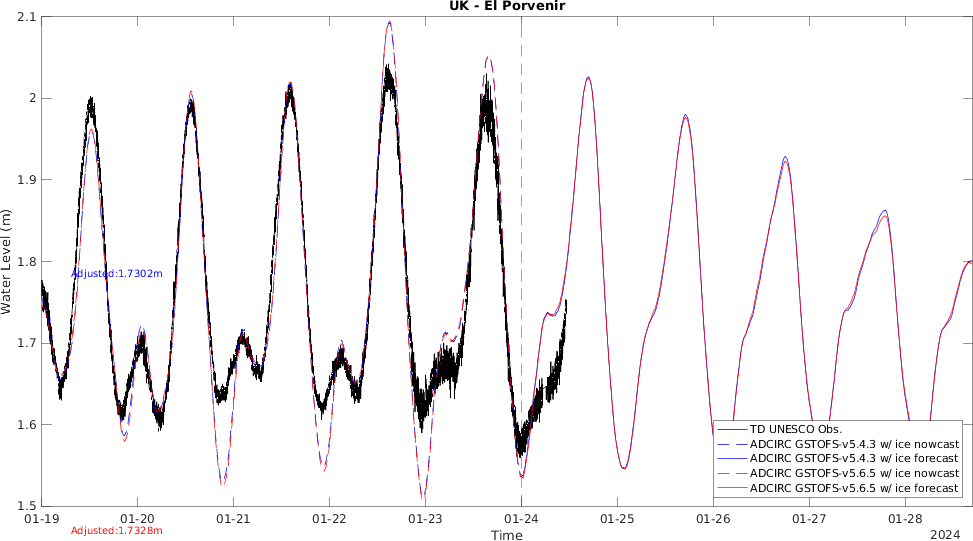 UK - El Porvenir
2.1
2
1.9
1.8
1.7
1.6
1.5
Water Level (m)
Adjusted:1.7302m
Adjusted:1.7328m
TD UNESCO Obs.
ADCIRC GSTOFS-v5.4.3 w/ ice nowcast
ADCIRC GSTOFS-v5.4.3 w/ ice forecast
ADCIRC GSTOFS-v5.6.5 w/ ice nowcast
ADCIRC GSTOFS-v5.6.5 w/ ice forecast
01-19 01-20 01-21 01-22 01-23 01-24 01-25 01-26 01-27 01-28
Time
2024